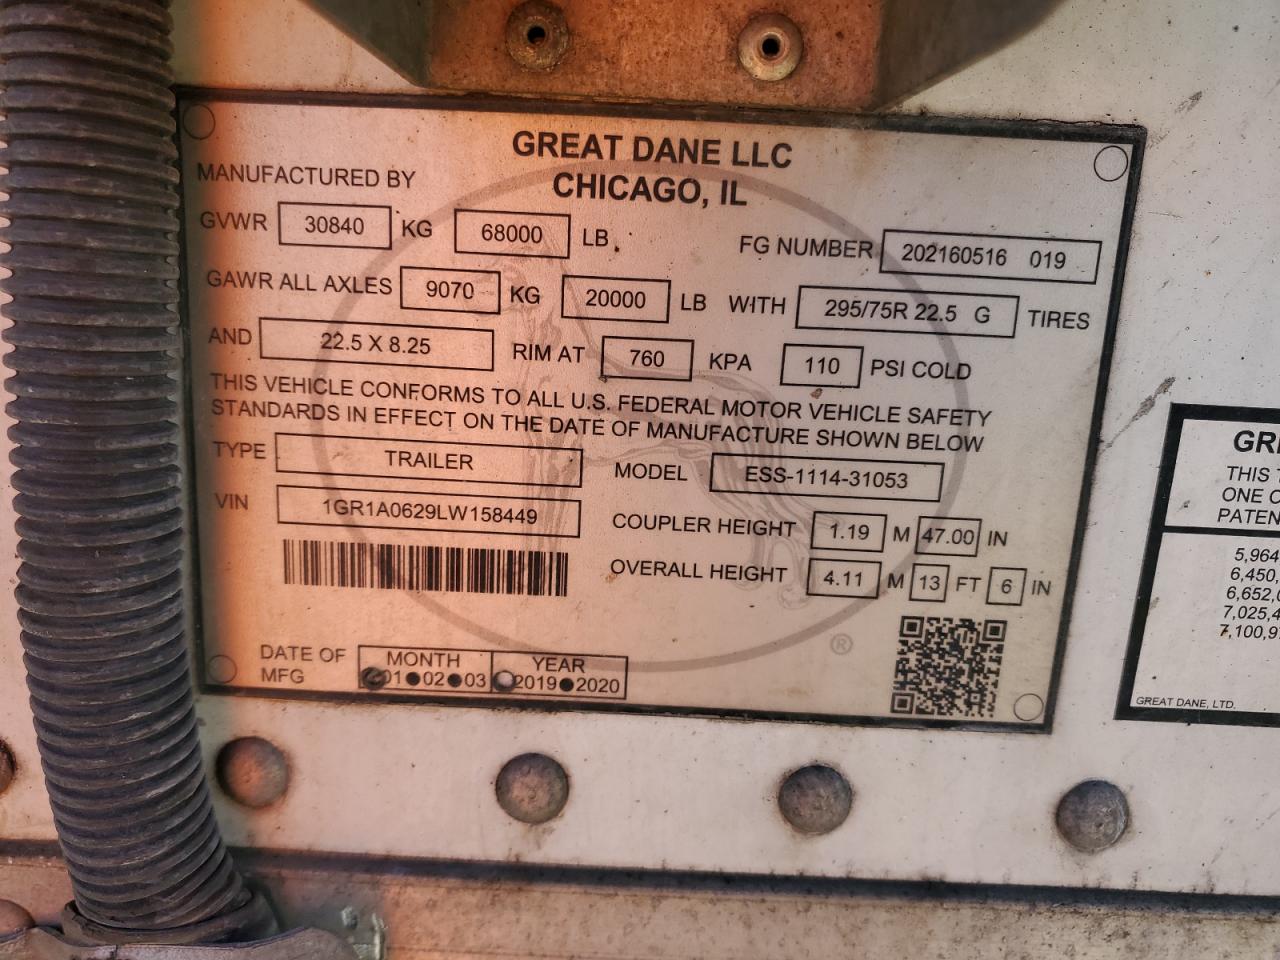 GREAT DANE LLC
MANUFACTURED BY CHICAGO, IL
GVWR 30840 KG 68000 LB. FG NUMBER 202160516 019
GAWR ALL AXLES 9070 KG 20000 LB WITH 295/75R 22.5 G TIRES
AND 22.5 X 8.25 RIM AT 760 KPA 110 PSI COLD
THIS VEHICLE CONFORMS TO ALL U.S. FEDERAL MOTOR VEHICLE SAFETY
STANDARDS IN EFFECT ON THE DATE OF MANUFACTURE SHOWN BELOW
TYPE TRAILER MODEL ESS-1114-31053
VIN 1GR1A0629LW158449
COUPLER HEIGHT 1.19 M 47.00 IN
OVERALL HEIGHT 4.11 M 13 FT 6 IN
®
DATE OF MFG
MONTH YEAR
01 02 03 2019 2020
GR
THIS
ONE
PATEN
5,964
6,450,
6,652,
7,025,4
7,100,9
GREAT DANE, LTD.